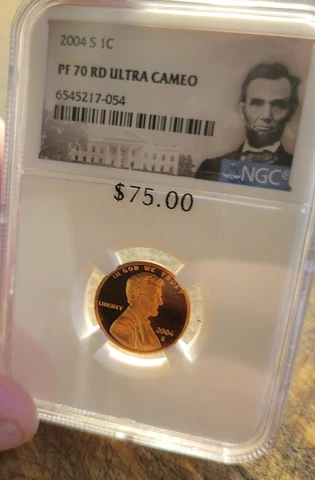 2004 S 1C
PF 70 RD ULTRA CAMEO
6545217-054
NGC
$75.00
IN GOD WE TRUST
LIBERTY
2004
S